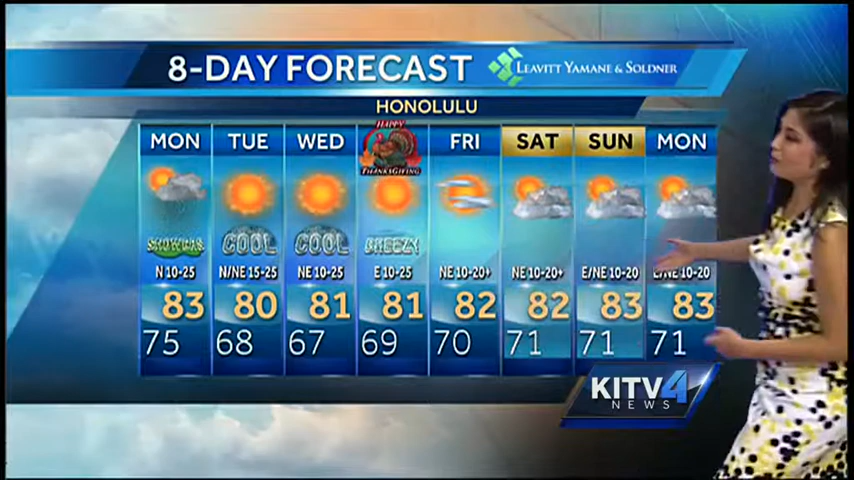 8-DAY FORECAST
LEAVITT YAMANE & SOLDNER
HONOLULU
MON TUE WED HAPPY THANKSGIVING FRI SAT SUN MON
SHOWERS COOL COOL BREEZY
N 10-25 N/NE 15-25 NE 10-25 E 10-25 NE 10-20+ NE 10-20+ E/NE 10-20 E/NE 10-20
83 80 81 81 82 82 83 83
75 68 67 69 70 71 71 71
KITV4
NEWS